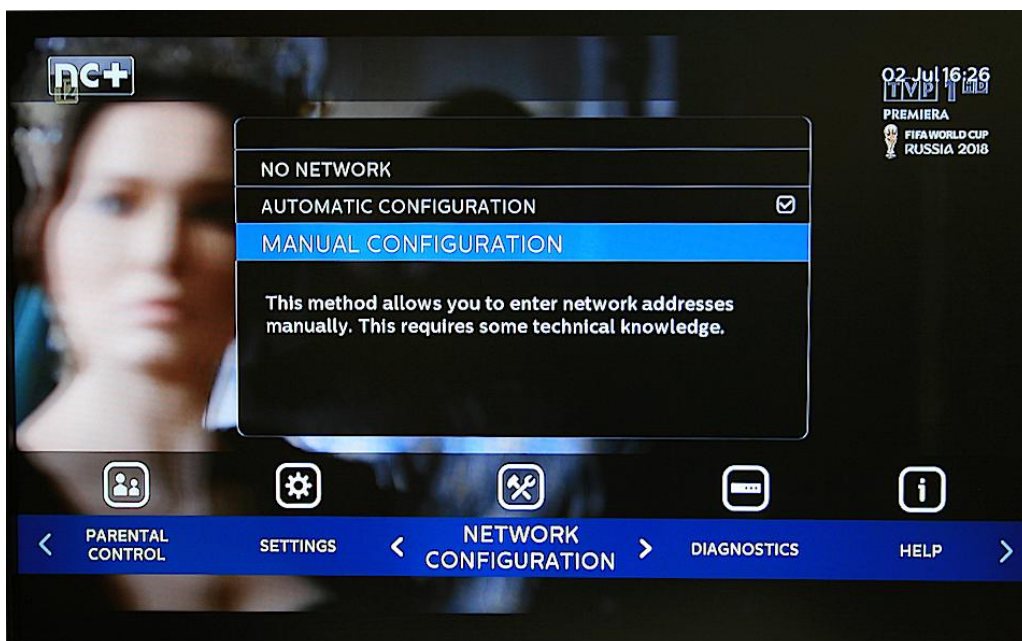 nc+
02 Jul 16:26
TVP 1 HD
PREMIERA
FIFA WORLD CUP
RUSSIA 2018
NO NETWORK
AUTOMATIC CONFIGURATION
MANUAL CONFIGURATION
This method allows you to enter network addresses
manually. This requires some technical knowledge.
PARENTAL
CONTROL
SETTINGS
NETWORK
CONFIGURATION
DIAGNOSTICS
HELP